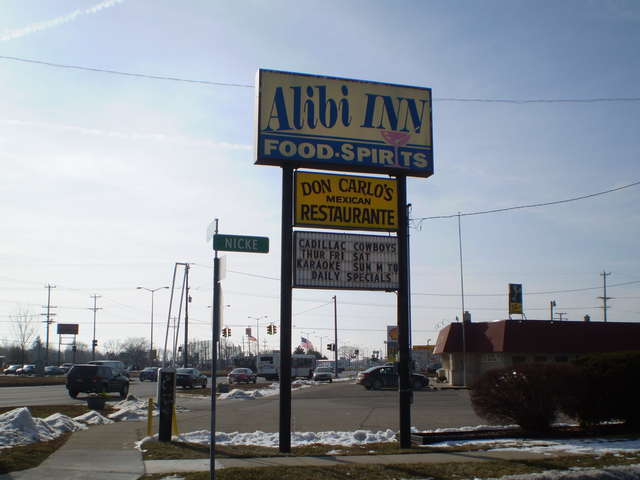 Alibi INN
FOOD·SPIRITS
DON CARLO'S
MEXICAN
RESTAURANTE
CADILLAC COWBOYS
THUR FRI SAT
KARAOKE SUN M TU
DAILY SPECIALS
NICKE